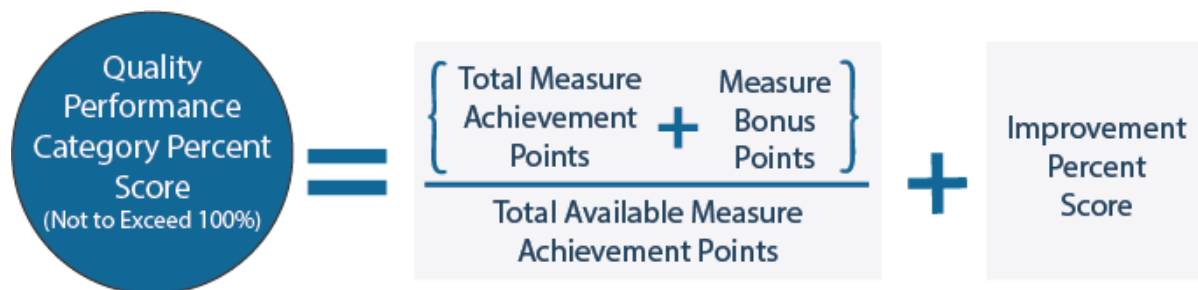 Quality
Performance
Category Percent
Score
(Not to Exceed 100%)
=
{ Total Measure
Achievement
Points
+
Measure
Bonus
Points }
Total Available Measure
Achievement Points
+
Improvement
Percent
Score